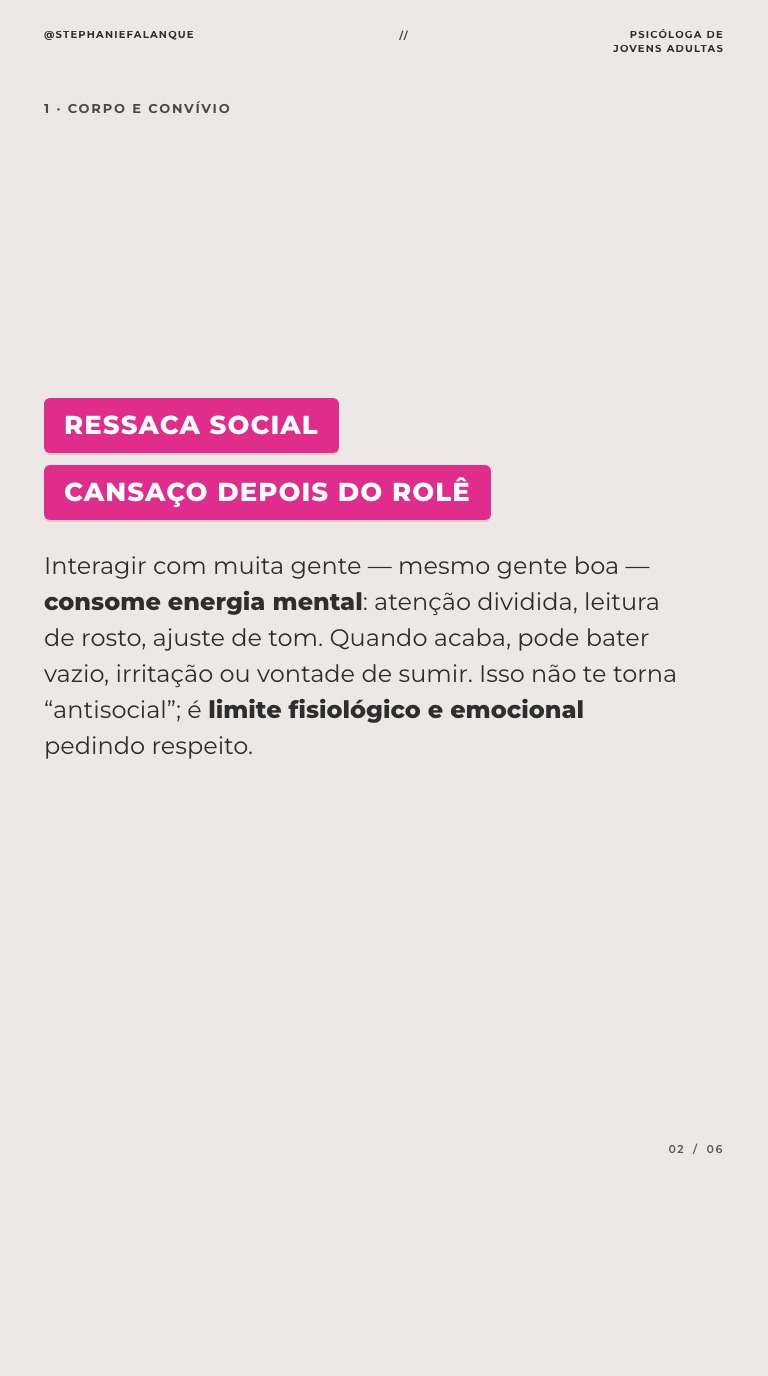 @STEPHANIEFALANQUE
//
PSICÓLOGA DE
JOVENS ADULTAS
1 · CORPO E CONVÍVIO
RESSACA SOCIAL
CANSAÇO DEPOIS DO ROLÊ
Interagir com muita gente — mesmo gente boa —
consome energia mental: atenção dividida, leitura
de rosto, ajuste de tom. Quando acaba, pode bater
vazio, irritação ou vontade de sumir. Isso não te torna
“antisocial”; é limite fisiológico e emocional
pedindo respeito.
02 / 06